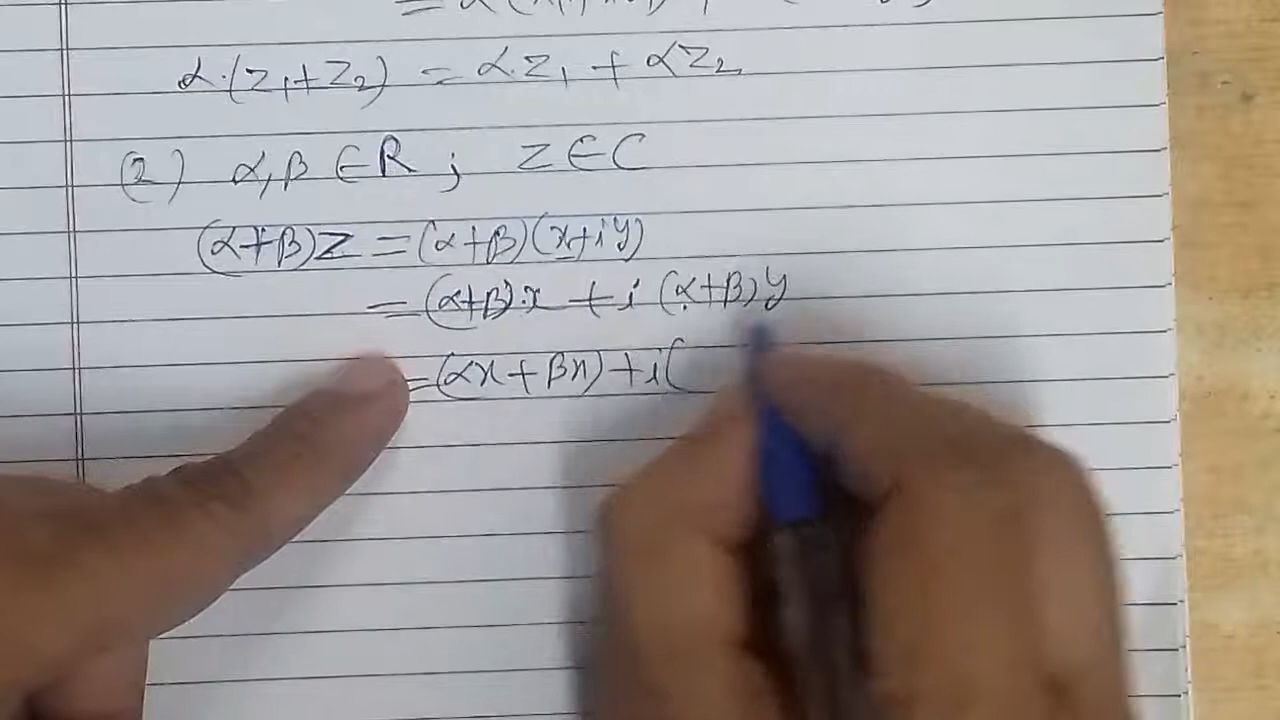 α·(z₁+z₂) = α·z₁ + αz₂
(2) α,β ∈ R ; z ∈ C
(α+β)z = (α+β)(x+iy)
= (α+β)·x + i (α+β)y
= (αx + βx) + i(